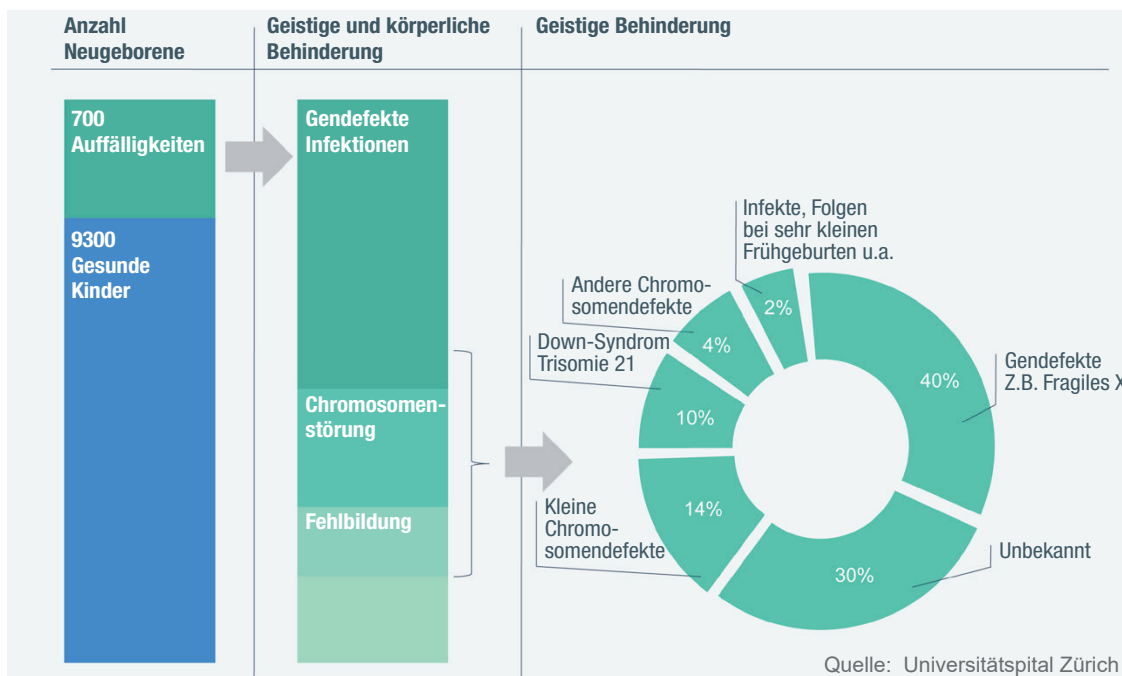 Anzahl
Neugeborene
Geistige und körperliche
Behinderung
Geistige Behinderung
700
Auffälligkeiten
9300
Gesunde
Kinder
Gendefekte
Infektionen
Chromosomen-
störung
Fehlbildung
Infekte, Folgen
bei sehr kleinen
Frühgeburten u.a.
2%
Andere Chromo-
somendefekte
4%
Down-Syndrom
Trisomie 21
10%
Kleine
Chromo-
somendefekte
14%
40%
Gendefekte
Z.B. Fragiles X
Unbekannt
30%
Quelle: Universitätspital Zürich